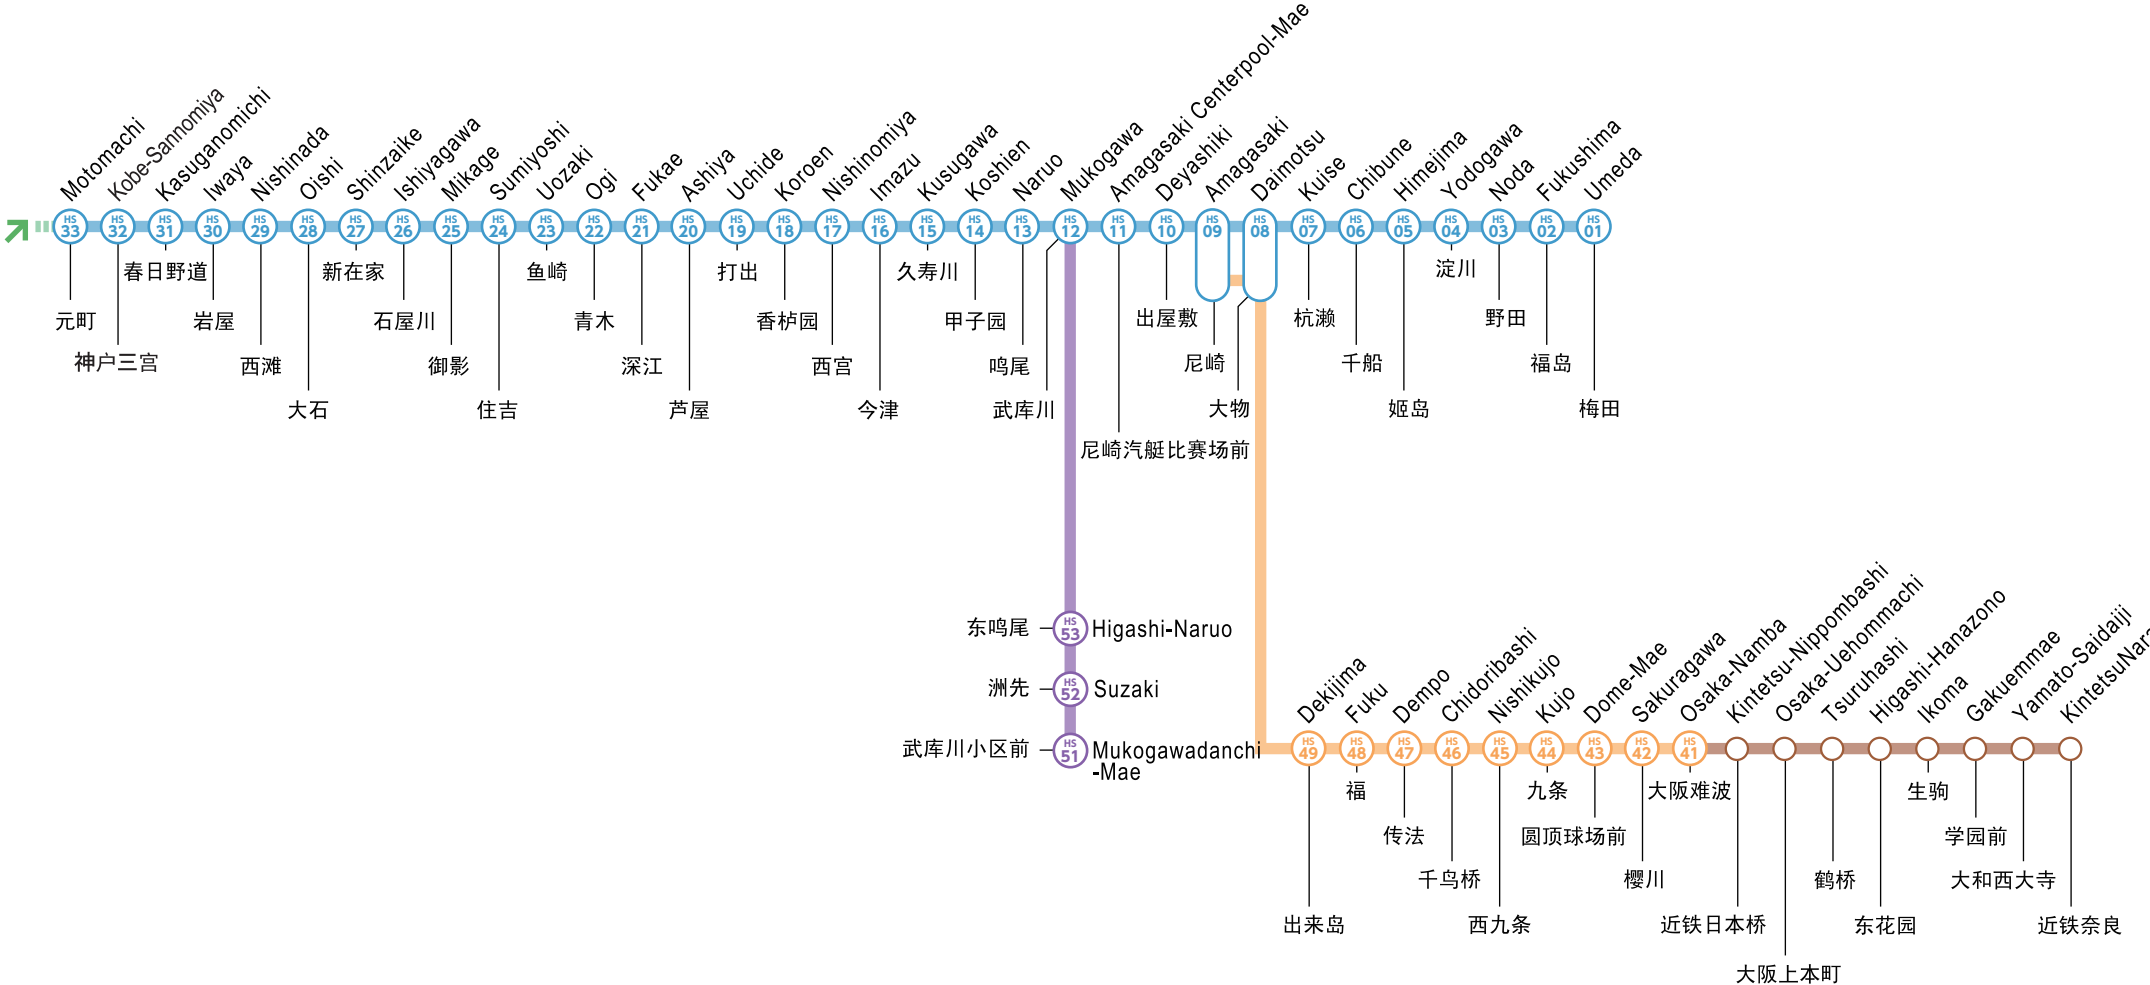 Motomachi
Kobe-Sannomiya
Kasuganomichi
Iwaya
Nishinada
Oishi
Shinzaike
Ishiyagawa
Mikage
Sumiyoshi
Uozaki
Ogi
Fukae
Ashiya
Uchide
Koroen
Nishinomiya
Imazu
Kusugawa
Koshien
Naruo
Mukogawa
Amagasaki Centerpool-Mae
Deyashiki
Amagasaki
Daimotsu
Kuise
Chibune
Himejima
Yodogawa
Noda
Fukushima
Umeda
HS 33
HS 32
HS 31
HS 30
HS 29
HS 28
HS 27
HS 26
HS 25
HS 24
HS 23
HS 22
HS 21
HS 20
HS 19
HS 18
HS 17
HS 16
HS 15
HS 14
HS 13
HS 12
HS 11
HS 10
HS 09
HS 08
HS 07
HS 06
HS 05
HS 04
HS 03
HS 02
HS 01
元町
神户三宫
春日野道
岩屋
西滩
大石
新在家
石屋川
御影
住吉
鱼崎
青木
深江
芦屋
打出
香栌园
西宫
今津
久寿川
甲子园
鸣尾
武库川
尼崎汽艇比赛场前
出屋敷
尼崎
大物
杭濑
千船
姬岛
淀川
野田
福岛
梅田
东鸣尾
HS 53
Higashi-Naruo
洲先
HS 52
Suzaki
武库川小区前
HS 51
Mukogawadanchi
-Mae
Dekijima
Fuku
Dempo
Chidoribashi
Nishikujo
Kujo
Dome-Mae
Sakuragawa
Osaka-Namba
Kintetsu-Nippombashi
Osaka-Uehommachi
Tsuruhashi
Higashi-Hanazono
Ikoma
Gakuemmae
Yamato-Saidaiji
KintetsuNara
HS 49
HS 48
HS 47
HS 46
HS 45
HS 44
HS 43
HS 42
HS 41
出来岛
福
传法
千鸟桥
西九条
九条
圆顶球场前
樱川
大阪难波
近铁日本桥
大阪上本町
鹤桥
东花园
生驹
学园前
大和西大寺
近铁奈良